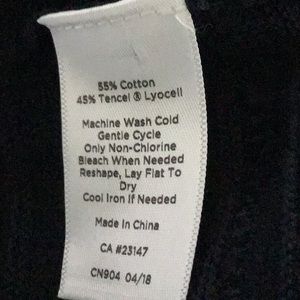 55% Cotton
45% Tencel ® Lyocell
Machine Wash Cold
Gentle Cycle
Only Non-Chlorine
Bleach When Needed
Reshape, Lay Flat To
Dry
Cool Iron If Needed
Made In China
CA #23147
CN904 04/18